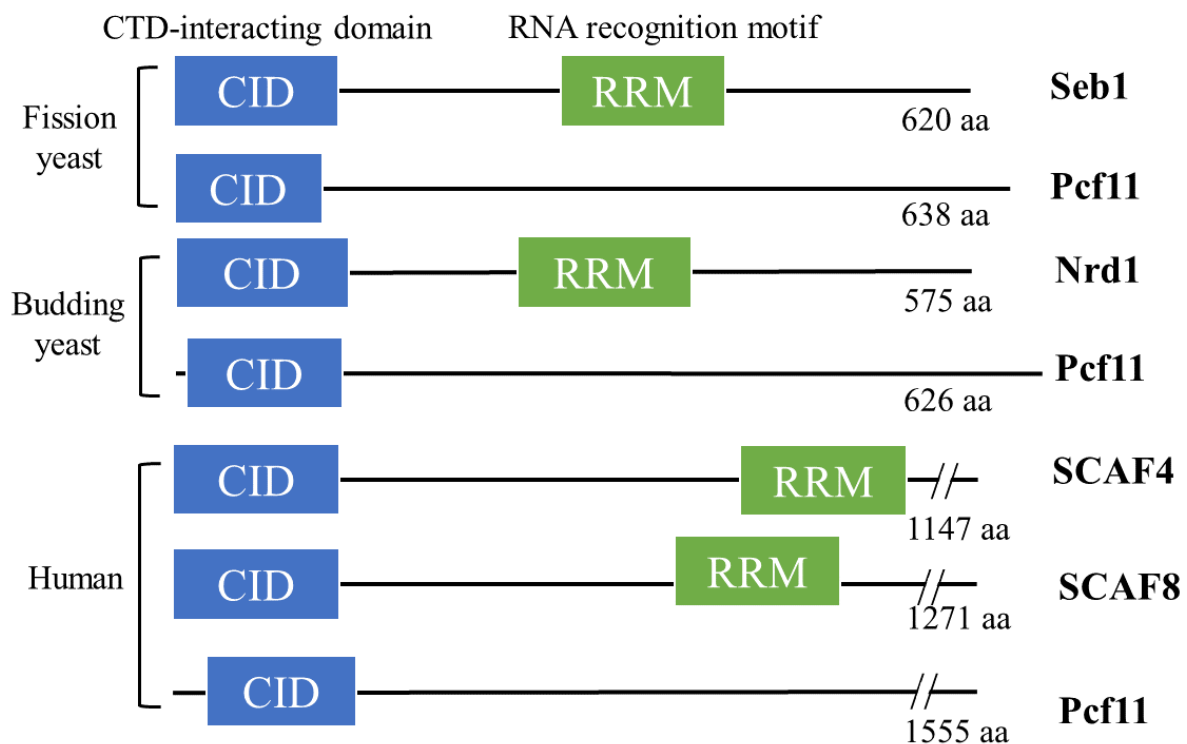 CTD-interacting domain RNA recognition motif
Fission
yeast
CID RRM Seb1
620 aa
CID Pcf11
638 aa
Budding
yeast
CID RRM Nrd1
575 aa
CID Pcf11
626 aa
Human
CID RRM SCAF4
1147 aa
CID RRM SCAF8
1271 aa
CID Pcf11
1555 aa